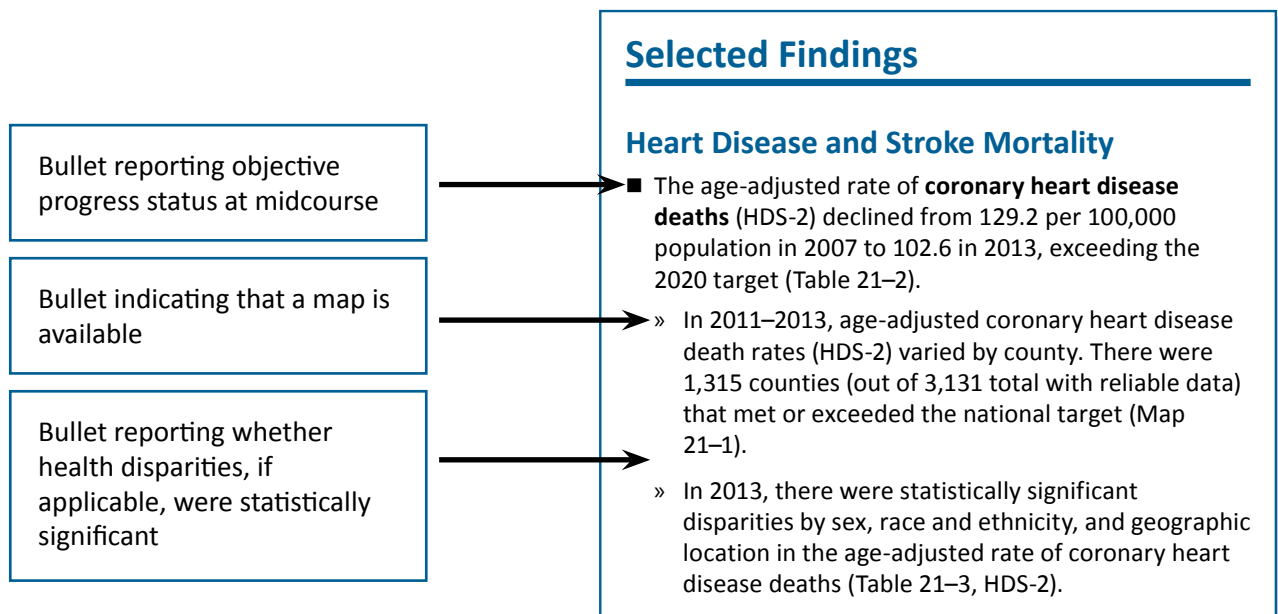 Selected Findings
Bullet reporting objective
progress status at midcourse
Bullet indicating that a map is
available
Bullet reporting whether
health disparities, if
applicable, were statistically
significant
Heart Disease and Stroke Mortality
■ The age-adjusted rate of coronary heart disease
deaths (HDS-2) declined from 129.2 per 100,000
population in 2007 to 102.6 in 2013, exceeding the
2020 target (Table 21–2).
» In 2011–2013, age-adjusted coronary heart disease
death rates (HDS-2) varied by county. There were
1,315 counties (out of 3,131 total with reliable data)
that met or exceeded the national target (Map
21–1).
» In 2013, there were statistically significant
disparities by sex, race and ethnicity, and geographic
location in the age-adjusted rate of coronary heart
disease deaths (Table 21–3, HDS-2).